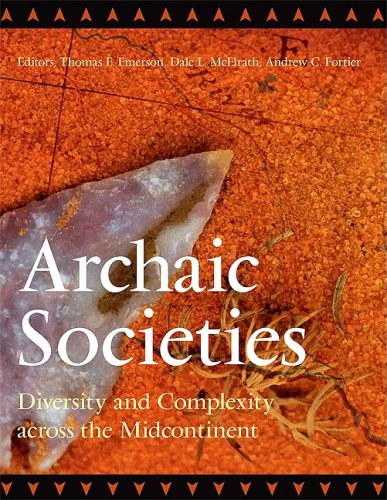 Editors, Thomas E. Emerson, Dale L. McElrath, Andrew C. Fortier
Archaic
Societies
Diversity and Complexity
across the Midcontinent